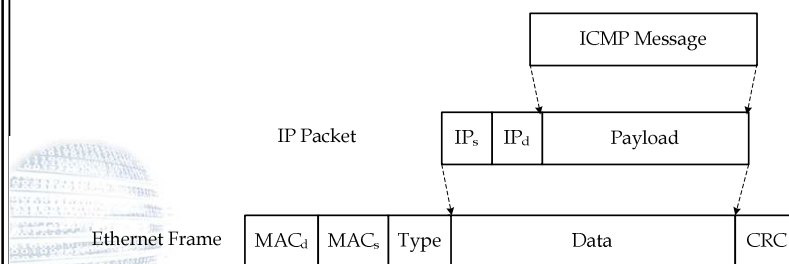 ICMP Message
IP Packet IPs IPd Payload
Ethernet Frame MACd MACs Type Data CRC